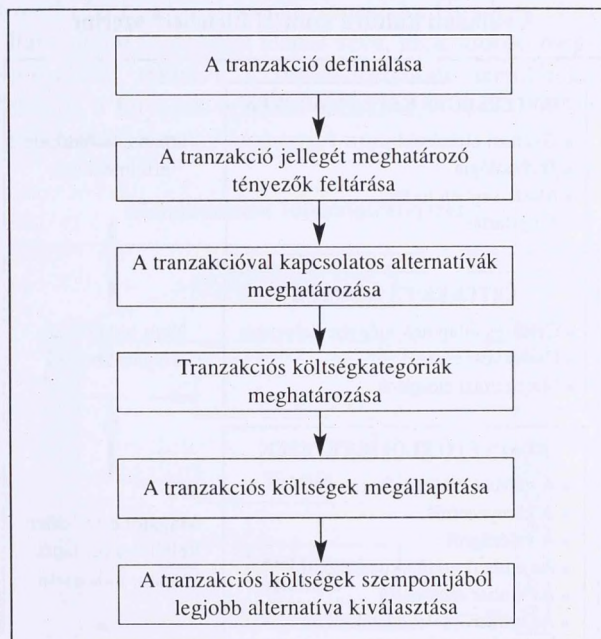 A tranzakció definiálása
A tranzakció jellegét meghatározó
tényezők feltárása
A tranzakcióval kapcsolatos alternatívák
meghatározása
Tranzakciós költségkategóriák
meghatározása
A tranzakciós költségek megállapítása
A tranzakciós költségek szempontjából
legjobb alternatíva kiválasztása